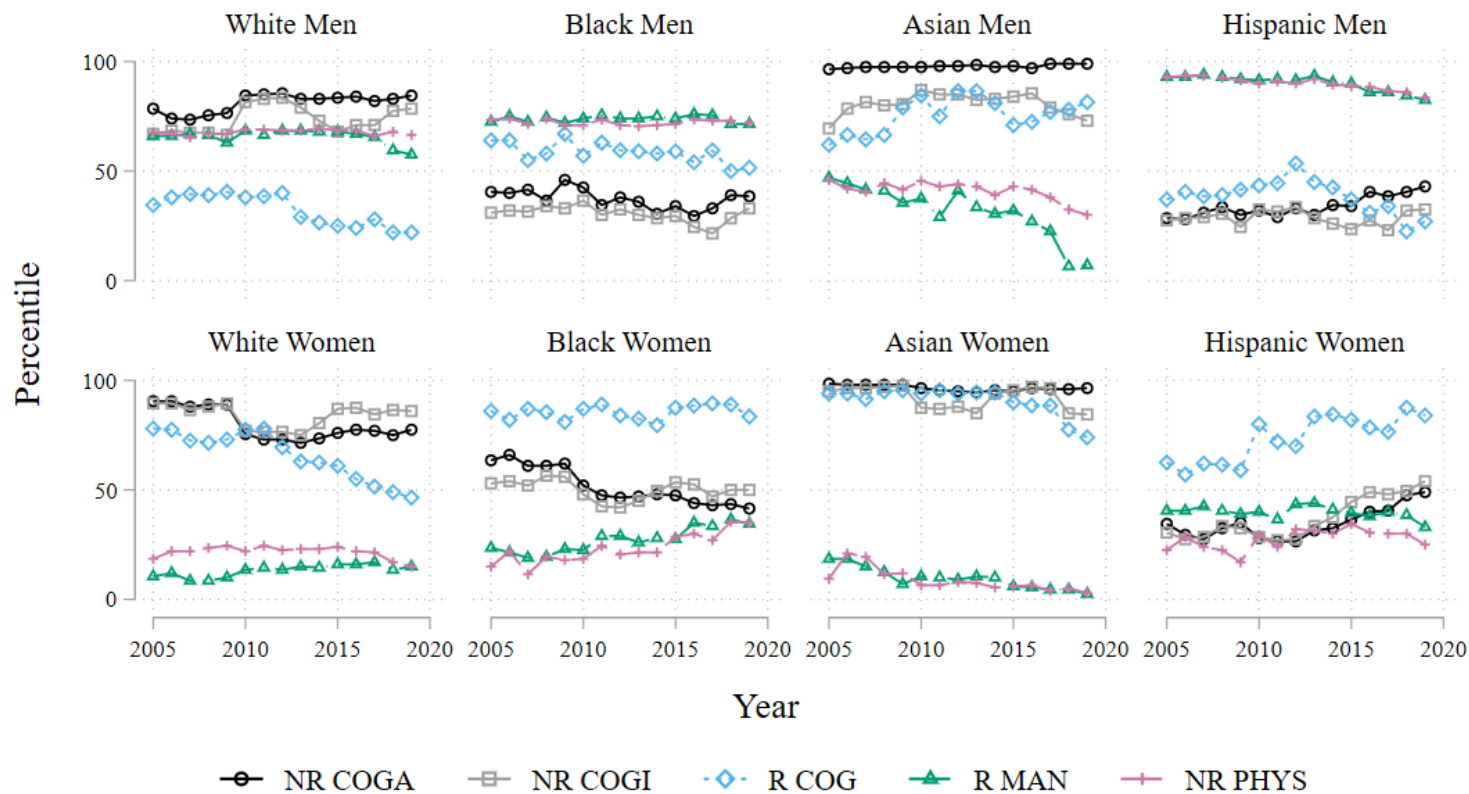 White Men Black Men Asian Men Hispanic Men
100
50
0
Percentile
White Women Black Women Asian Women Hispanic Women
100
50
0
2005 2010 2015 2020 2005 2010 2015 2020 2005 2010 2015 2020 2005 2010 2015 2020
Year
NR COGA NR COGI R COG R MAN NR PHYS